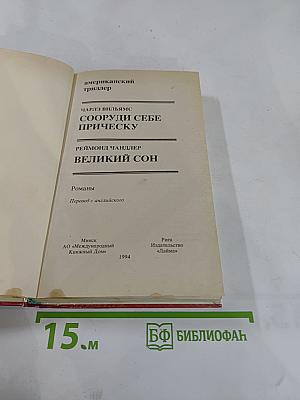 американский
триллер
ЧАРЛЗ ВИЛЬЯМС
СООРУДИ СЕБЕ
ПРИЧЕСКУ
РЕЙМОНД ЧАНДЛЕР
ВЕЛИКИЙ СОН
Романы
Перевод с английского
Минск
АО «Международный
Книжный Дом»
Рига
Издательство
«Лайма»
1994
15.м
БФ БИБЛИОФАН